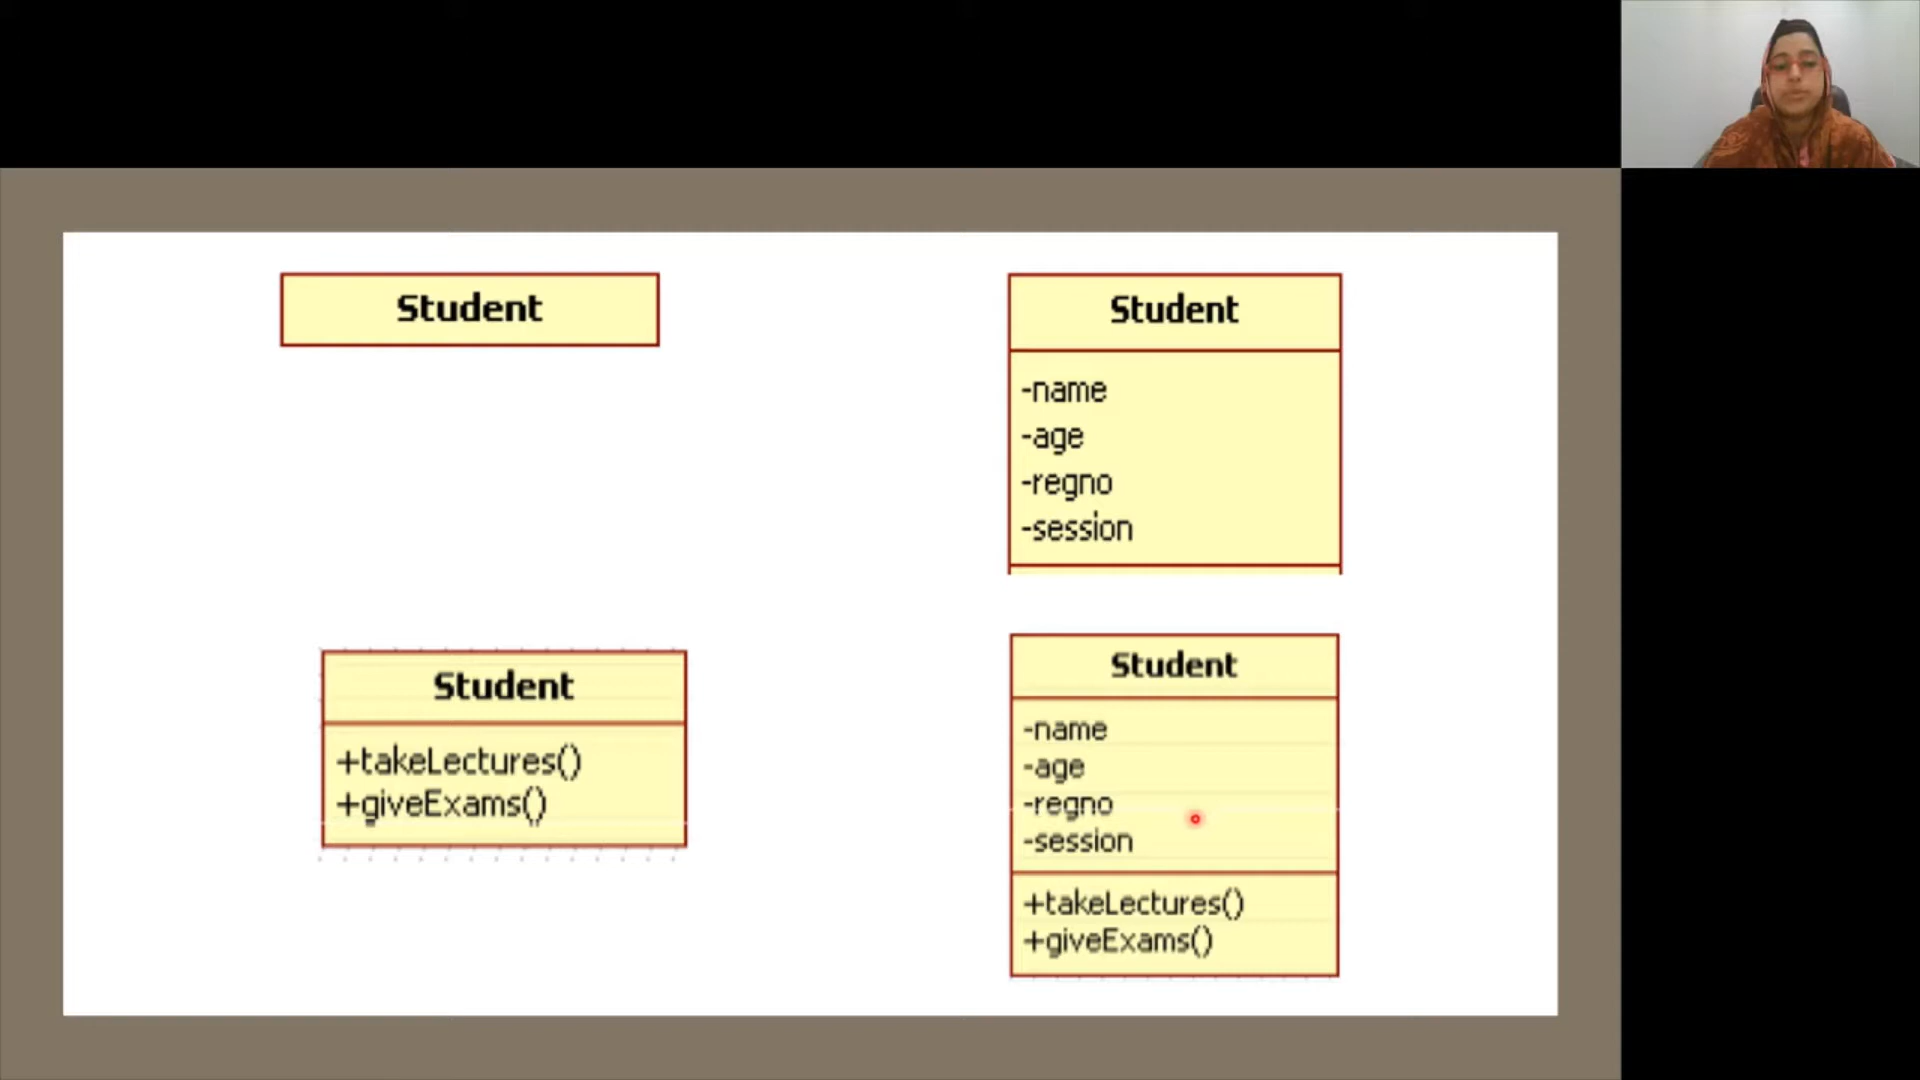 Student
Student
-name
-age
-regno
-session
Student
+takeLectures()
+giveExams()
Student
-name
-age
-regno
-session
+takeLectures()
+giveExams()